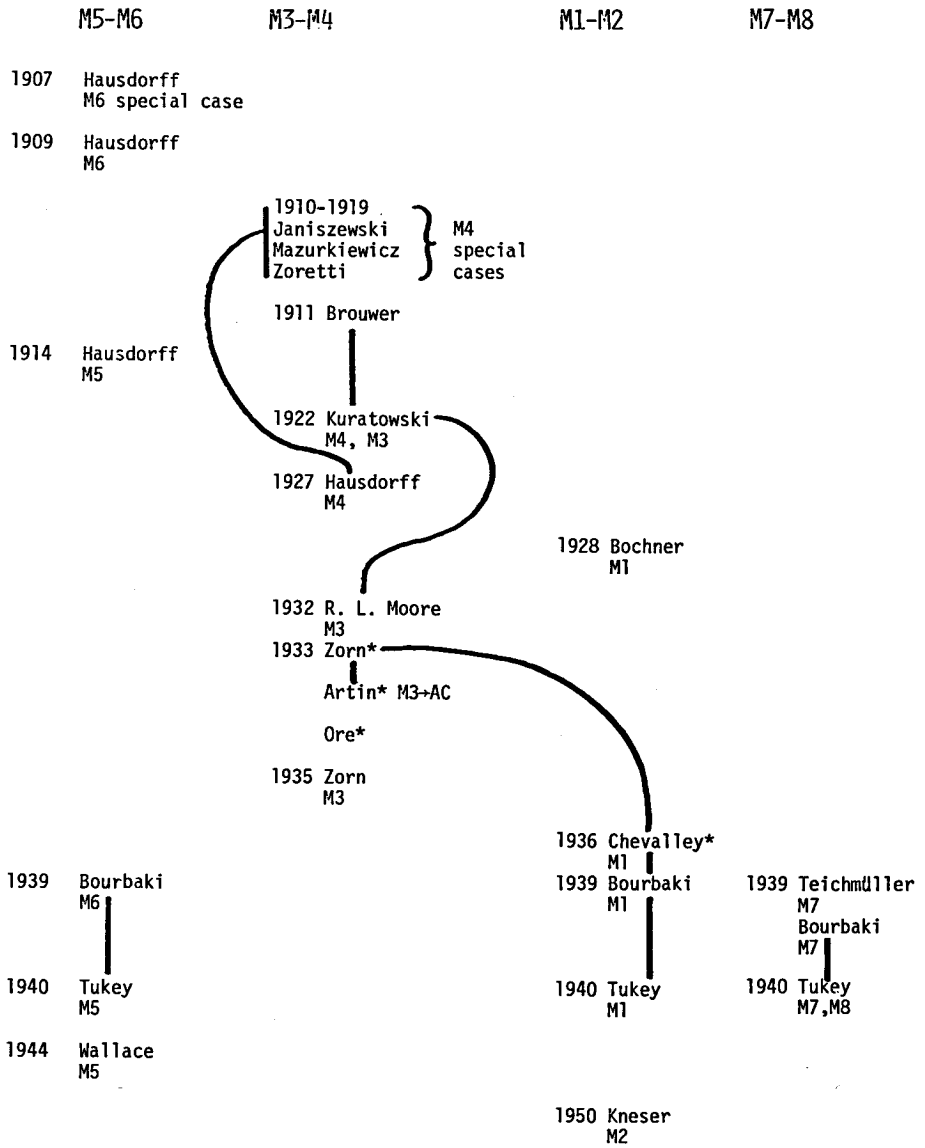 M5-M6 M3-M4 M1-M2 M7-M8
1907 Hausdorff
M6 special case
1909 Hausdorff
M6
1910-1919
Janiszewski M4
Mazurkiewicz special
Zoretti cases
1911 Brouwer
1914 Hausdorff
M5
1922 Kuratowski
M4, M3
1927 Hausdorff
M4
1928 Bochner
M1
1932 R. L. Moore
M3
1933 Zorn*
Artin* M3→AC
Ore*
1935 Zorn
M3
1936 Chevalley*
M1
1939 Bourbaki 1939 Bourbaki 1939 Teichmüller
M6 M1 M7
Bourbaki
M7
1940 Tukey 1940 Tukey 1940 Tukey
M5 M1 M7,M8
1944 Wallace
M5
1950 Kneser
M2